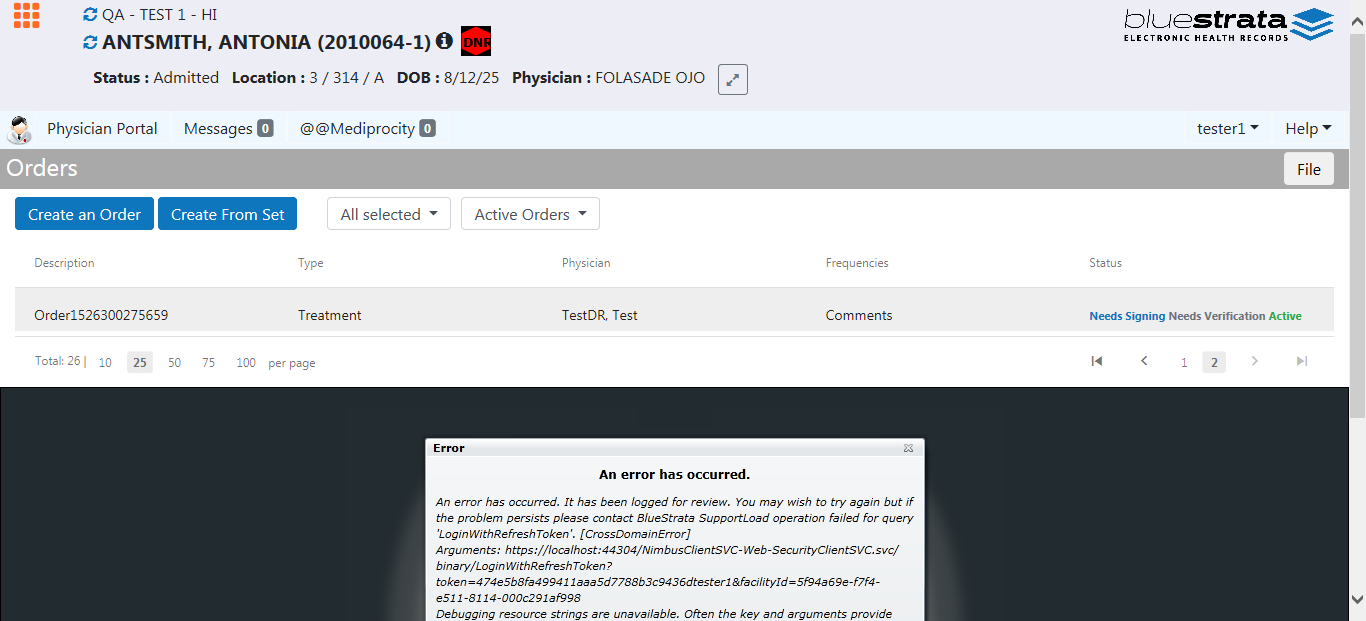 QA - TEST 1 - HI
ANTSMITH, ANTONIA (2010064-1) DNR
bluestrata
ELECTRONIC HEALTH RECORDS
Status : Admitted Location : 3 / 314 / A DOB : 8/12/25 Physician : FOLASADE OJO
Physician Portal Messages 0 @@Mediprocity 0 tester1 Help
Orders File
Create an Order Create From Set All selected Active Orders
Description Type Physician Frequencies Status
Order1526300275659 Treatment TestDR, Test Comments Needs Signing Needs Verification Active
Total: 26 | 10 25 50 75 100 per page 1 2
Error
An error has occurred.
An error has occurred. It has been logged for review. You may wish to try again but if
the problem persists please contact BlueStrata SupportLoad operation failed for query
'LoginWithRefreshToken'. [CrossDomainError]
Arguments: https://localhost:44304/NimbusClientSVC-Web-SecurityClientSVC.svc/
binary/LoginWithRefreshToken?
token=474e5b8fa499411aaa5d7788b3c9436dtester1&facilityId=5f94a69e-f7f4-
e511-8114-000c291af998
Debugging resource strings are unavailable. Often the key and arguments provide